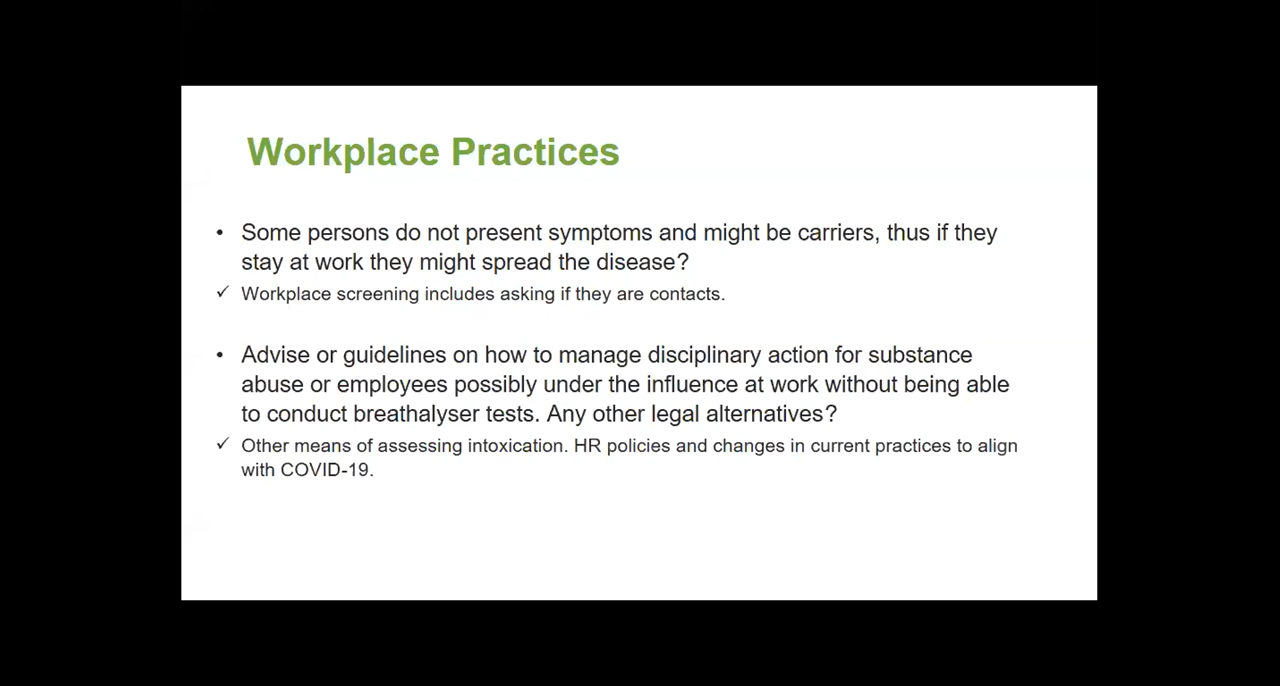 Workplace Practices
• Some persons do not present symptoms and might be carriers, thus if they
stay at work they might spread the disease?
✓ Workplace screening includes asking if they are contacts.
• Advise or guidelines on how to manage disciplinary action for substance
abuse or employees possibly under the influence at work without being able
to conduct breathalyser tests. Any other legal alternatives?
✓ Other means of assessing intoxication. HR policies and changes in current practices to align
with COVID-19.